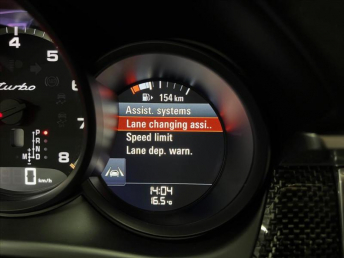 4
5
6
7
8
turbo
P
R
N
M D
0 km/h
154 km
Assist. systems
Lane changing assi..
Speed limit
Lane dep. warn.
14:04
16.5°C